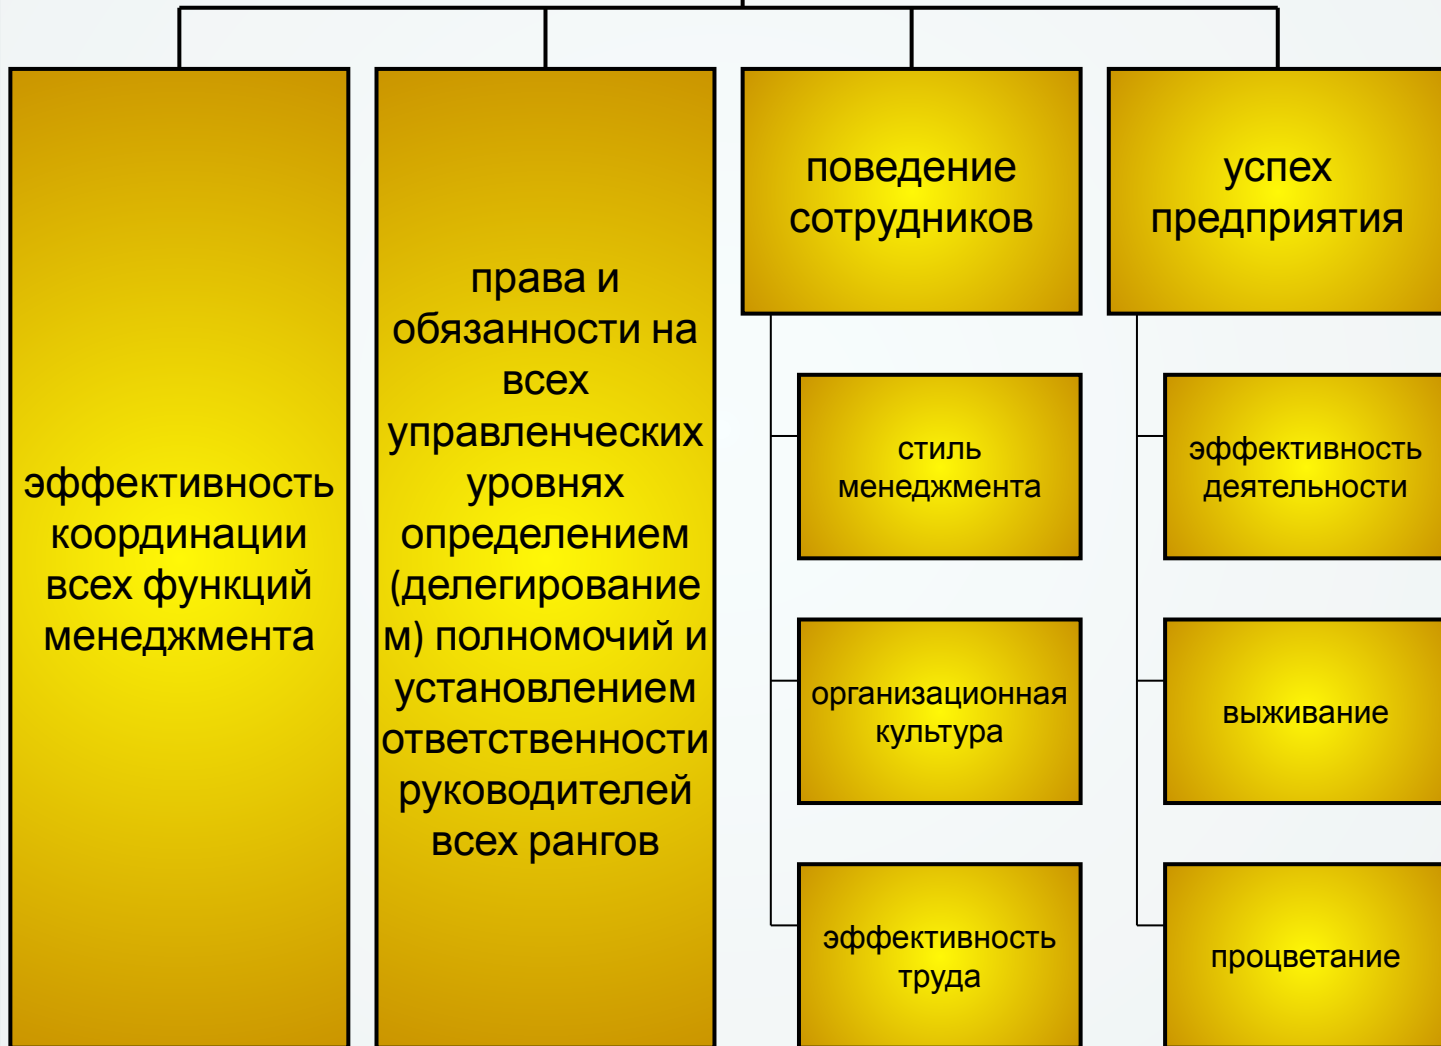 эффективность
координации
всех функций
менеджмента
права и
обязанности на
всех
управленческих
уровнях
определением
(делегирование
м) полномочий и
установлением
ответственности
руководителей
всех рангов
поведение
сотрудников
стиль
менеджмента
организационная
культура
эффективность
труда
успех
предприятия
эффективность
деятельности
выживание
процветание